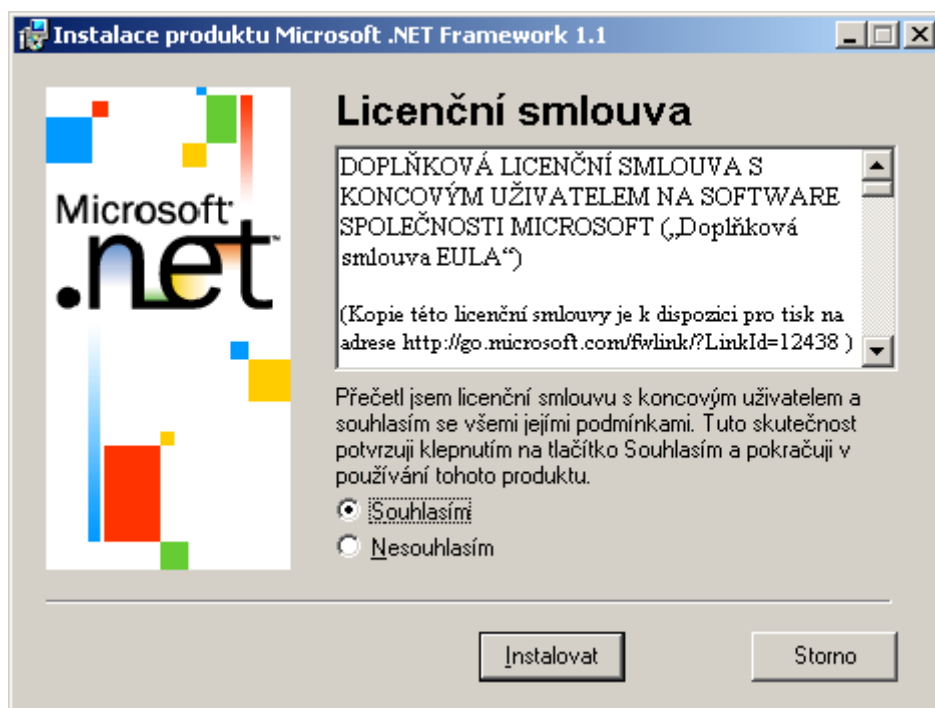 Instalace produktu Microsoft .NET Framework 1.1
Microsoft
.net
Licenční smlouva
DOPLŇKOVÁ LICENČNÍ SMLOUVA S
KONCOVÝM UŽIVATELEM NA SOFTWARE
SPOLEČNOSTI MICROSOFT („Doplňková
smlouva EULA“)
(Kopie této licenční smlouvy je k dispozici pro tisk na
adrese http://go.microsoft.com/fwlink/?LinkId=12438 )
Přečetl jsem licenční smlouvu s koncovým uživatelem a
souhlasím se všemi jejími podmínkami. Tuto skutečnost
potvrzuji klepnutím na tlačítko Souhlasím a pokračuji v
používání tohoto produktu.
Souhlasím
Nesouhlasím
Instalovat
Storno